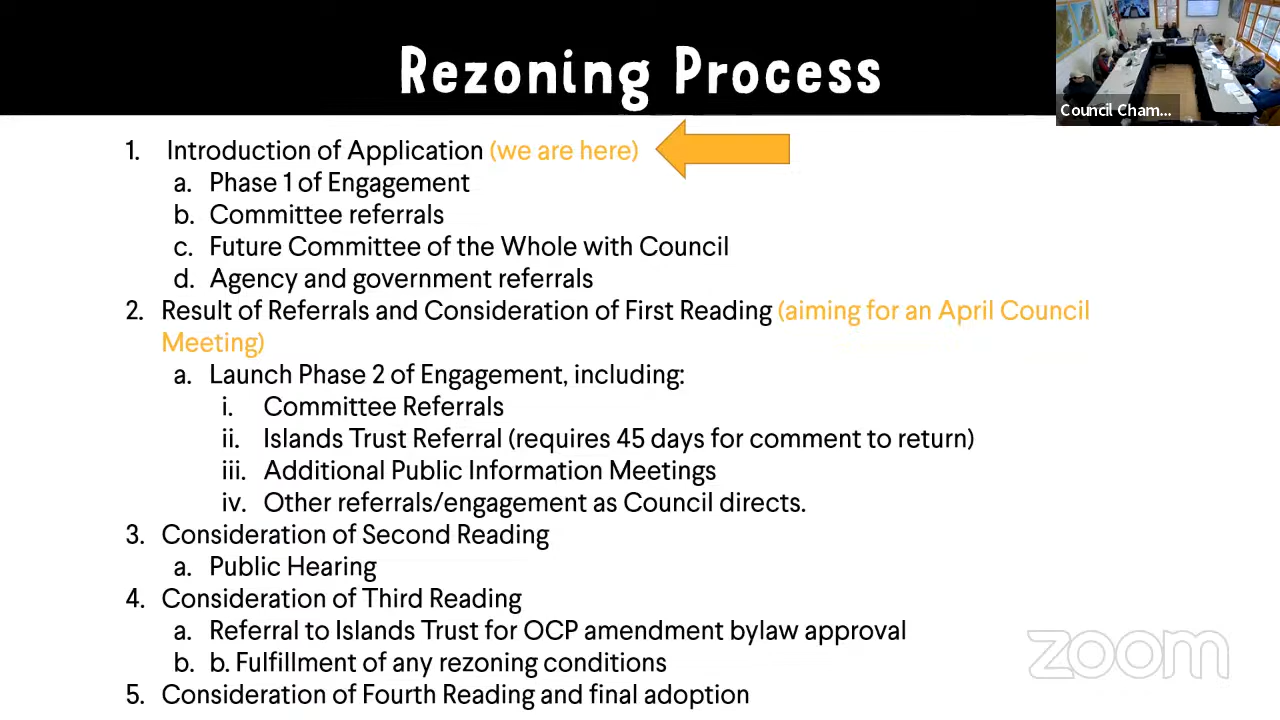 Rezoning Process
Council Cham...
1. Introduction of Application (we are here)
a. Phase 1 of Engagement
b. Committee referrals
c. Future Committee of the Whole with Council
d. Agency and government referrals
2. Result of Referrals and Consideration of First Reading (aiming for an April Council
Meeting)
a. Launch Phase 2 of Engagement, including:
i. Committee Referrals
ii. Islands Trust Referral (requires 45 days for comment to return)
iii. Additional Public Information Meetings
iv. Other referrals/engagement as Council directs.
3. Consideration of Second Reading
a. Public Hearing
4. Consideration of Third Reading
a. Referral to Islands Trust for OCP amendment bylaw approval
b. b. Fulfillment of any rezoning conditions
5. Consideration of Fourth Reading and final adoption
zoom